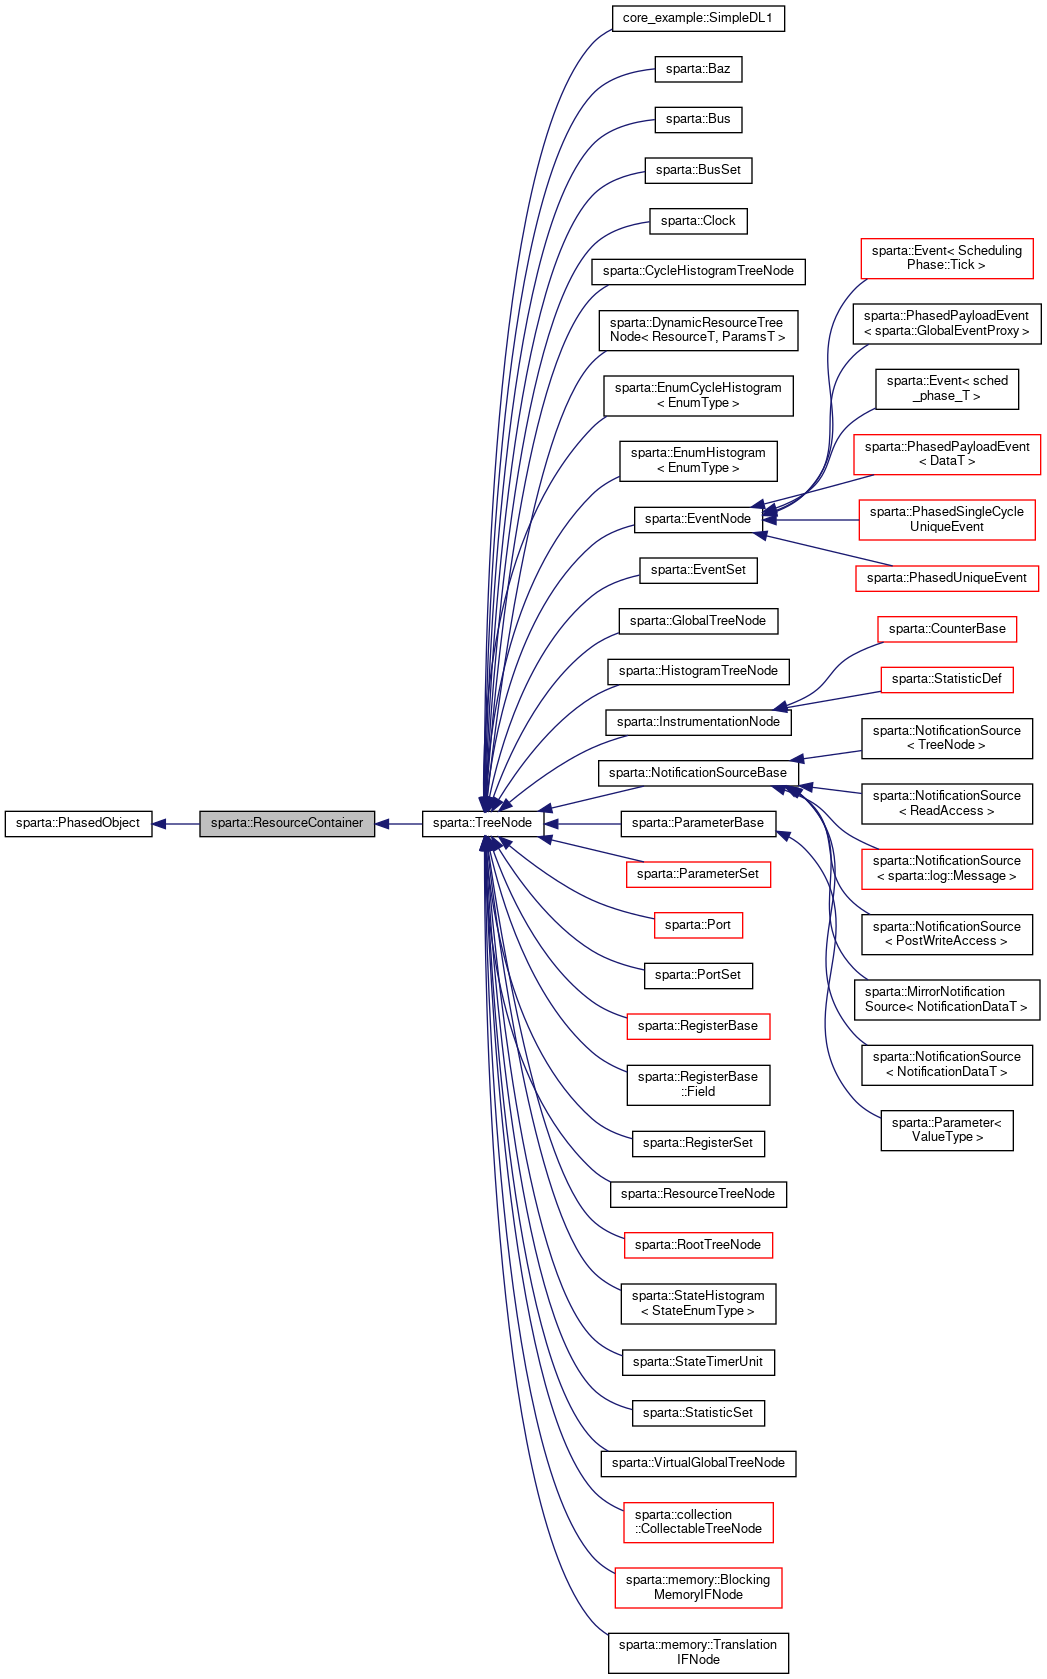 core_example::SimpleDL1
sparta::Baz
sparta::Bus
sparta::BusSet
sparta::Clock
sparta::CycleHistogramTreeNode
sparta::DynamicResourceTree
Node< ResourceT, ParamsT >
sparta::EnumCycleHistogram
< EnumType >
sparta::EnumHistogram
< EnumType >
sparta::EventNode
sparta::EventSet
sparta::GlobalTreeNode
sparta::HistogramTreeNode
sparta::InstrumentationNode
sparta::NotificationSourceBase
sparta::PhasedObject
sparta::ResourceContainer
sparta::TreeNode
sparta::ParameterBase
sparta::ParameterSet
sparta::Port
sparta::PortSet
sparta::RegisterBase
sparta::RegisterBase
::Field
sparta::RegisterSet
sparta::ResourceTreeNode
sparta::RootTreeNode
sparta::StateHistogram
< StateEnumType >
sparta::StateTimerUnit
sparta::StatisticSet
sparta::VirtualGlobalTreeNode
sparta::collection
::CollectableTreeNode
sparta::memory::Blocking
MemoryIFNode
sparta::memory::Translation
IFNode
sparta::Event< Scheduling
Phase::Tick >
sparta::PhasedPayloadEvent
< sparta::GlobalEventProxy >
sparta::Event< sched
_phase_T >
sparta::PhasedPayloadEvent
< DataT >
sparta::PhasedSingleCycle
UniqueEvent
sparta::PhasedUniqueEvent
sparta::CounterBase
sparta::StatisticDef
sparta::NotificationSource
< TreeNode >
sparta::NotificationSource
< ReadAccess >
sparta::NotificationSource
< sparta::log::Message >
sparta::NotificationSource
< PostWriteAccess >
sparta::MirrorNotification
Source< NotificationDataT >
sparta::NotificationSource
< NotificationDataT >
sparta::Parameter<
ValueType >